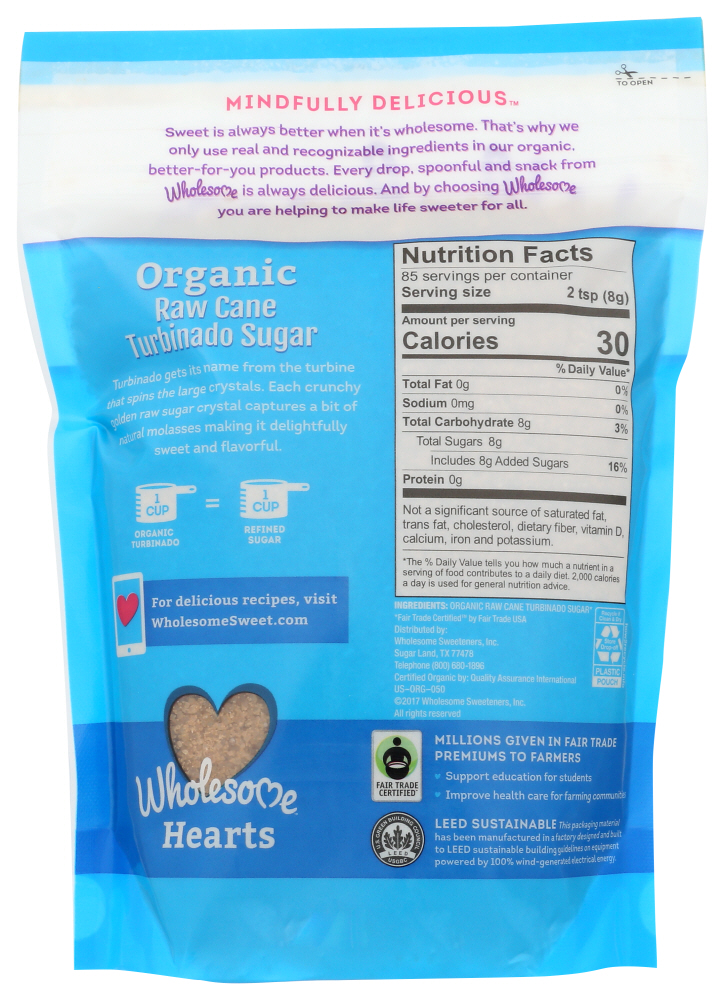 TO OPEN
MINDFULLY DELICIOUS™
Sweet is always better when it's wholesome. That's why we
only use real and recognizable ingredients in our organic,
better-for-you products. Every drop, spoonful and snack from
Wholesome is always delicious. And by choosing Wholesome
you are helping to make life sweeter for all.
Organic
Raw Cane
Turbinado Sugar
Turbinado gets its name from the turbine
that spins the large crystals. Each crunchy
golden raw sugar crystal captures a bit of
natural molasses making it delightfully
sweet and flavorful.
1 CUP = 1 CUP
ORGANIC TURBINADO
REFINED SUGAR
For delicious recipes, visit
WholesomeSweet.com
Nutrition Facts
85 servings per container
Serving size 2 tsp (8g)
Amount per serving
Calories 30
% Daily Value*
Total Fat 0g 0%
Sodium 0mg 0%
Total Carbohydrate 8g 3%
Total Sugars 8g
Includes 8g Added Sugars 16%
Protein 0g
Not a significant source of saturated fat,
trans fat, cholesterol, dietary fiber, vitamin D,
calcium, iron and potassium.
*The % Daily Value tells you how much a nutrient in a
serving of food contributes to a daily diet. 2,000 calories
a day is used for general nutrition advice.
INGREDIENTS: ORGANIC RAW CANE TURBINADO SUGAR*
*Fair Trade Certified™ by Fair Trade USA
Distributed by:
Wholesome Sweeteners, Inc.
Sugar Land, TX 77478
Telephone (800) 680-1896
Certified Organic by: Quality Assurance International
US-ORG-050
©2017 Wholesome Sweeteners, Inc.
All rights reserved
Store
Drop-off
PLASTIC
POUCH
Wholesome
Hearts
FAIR TRADE
CERTIFIED
MILLIONS GIVEN IN FAIR TRADE
PREMIUMS TO FARMERS
Support education for students
Improve health care for farming communities
U.S. GREEN BUILDING COUNCIL
LEED
USGBC
LEED SUSTAINABLE This packaging material
has been manufactured in a factory designed and built
to LEED sustainable building guidelines on equipment
powered by 100% wind-generated electrical energy.